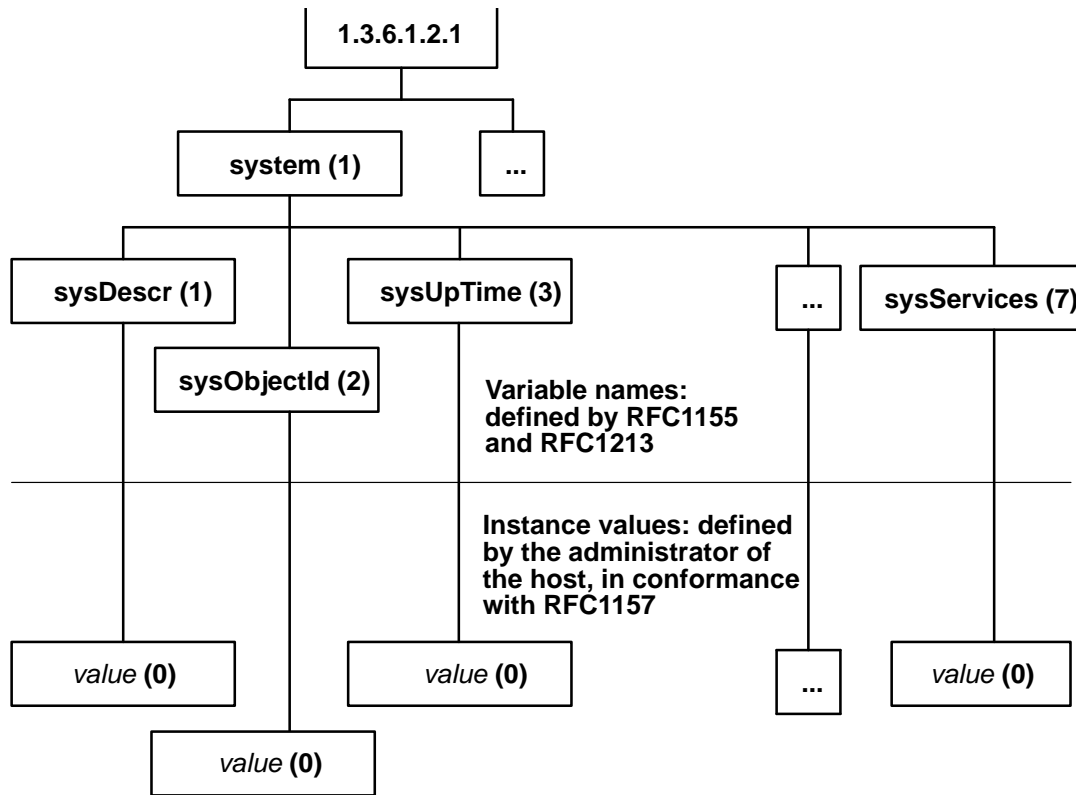 1.3.6.1.2.1
system (1)
...
sysDescr (1)
sysUpTime (3)
...
sysServices (7)
sysObjectId (2)
Variable names:
defined by RFC1155
and RFC1213
Instance values: defined
by the administrator of
the host, in conformance
with RFC1157
value (0)
value (0)
...
value (0)
value (0)